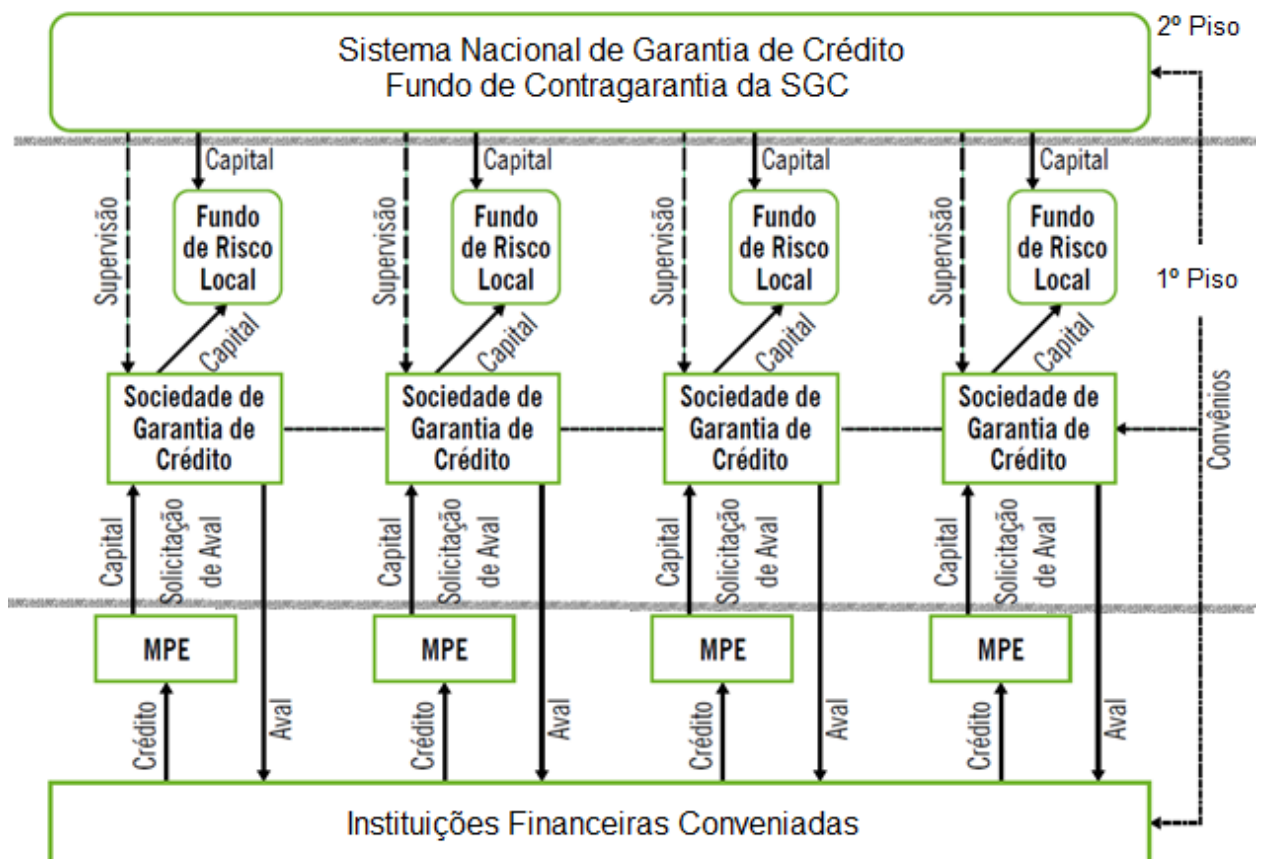 2º Piso
Sistema Nacional de Garantia de Crédito
Fundo de Contragarantia da SGC
Capital
Capital
Capital
Capital
Supervisão
Fundo
de Risco
Local
Supervisão
Fundo
de Risco
Local
Supervisão
Fundo
de Risco
Local
Supervisão
Fundo
de Risco
Local
1º Piso
Capital
Capital
Capital
Capital
Sociedade de
Garantia de
Crédito
Sociedade de
Garantia de
Crédito
Sociedade de
Garantia de
Crédito
Sociedade de
Garantia de
Crédito
Convênios
Capital
Solicitação
de Aval
Capital
Solicitação
de Aval
Capital
Solicitação
de Aval
Capital
Solicitação
de Aval
MPE
MPE
MPE
MPE
Crédito
Aval
Crédito
Aval
Crédito
Aval
Crédito
Aval
Instituições Financeiras Conveniadas